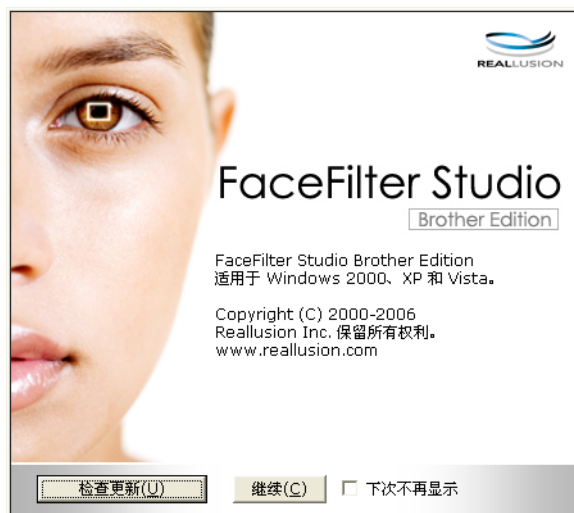 REALLUSION
FaceFilter Studio
Brother Edition
FaceFilter Studio Brother Edition
适用于 Windows 2000、XP 和 Vista。
Copyright (C) 2000-2006
Reallusion Inc. 保留所有权利。
www.reallusion.com
检查更新(U) 继续(C) 下次不再显示